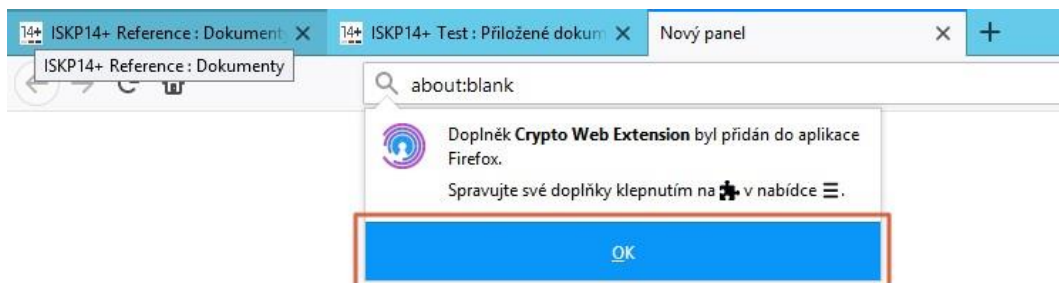 14+ ISKP14+ Reference : Dokument
14+ ISKP14+ Test : Přiložené dokum
Nový panel
ISKP14+ Reference : Dokumenty
about:blank
Doplněk Crypto Web Extension byl přidán do aplikace
Firefox.
Spravujte své doplňky klepnutím na v nabídce .
OK